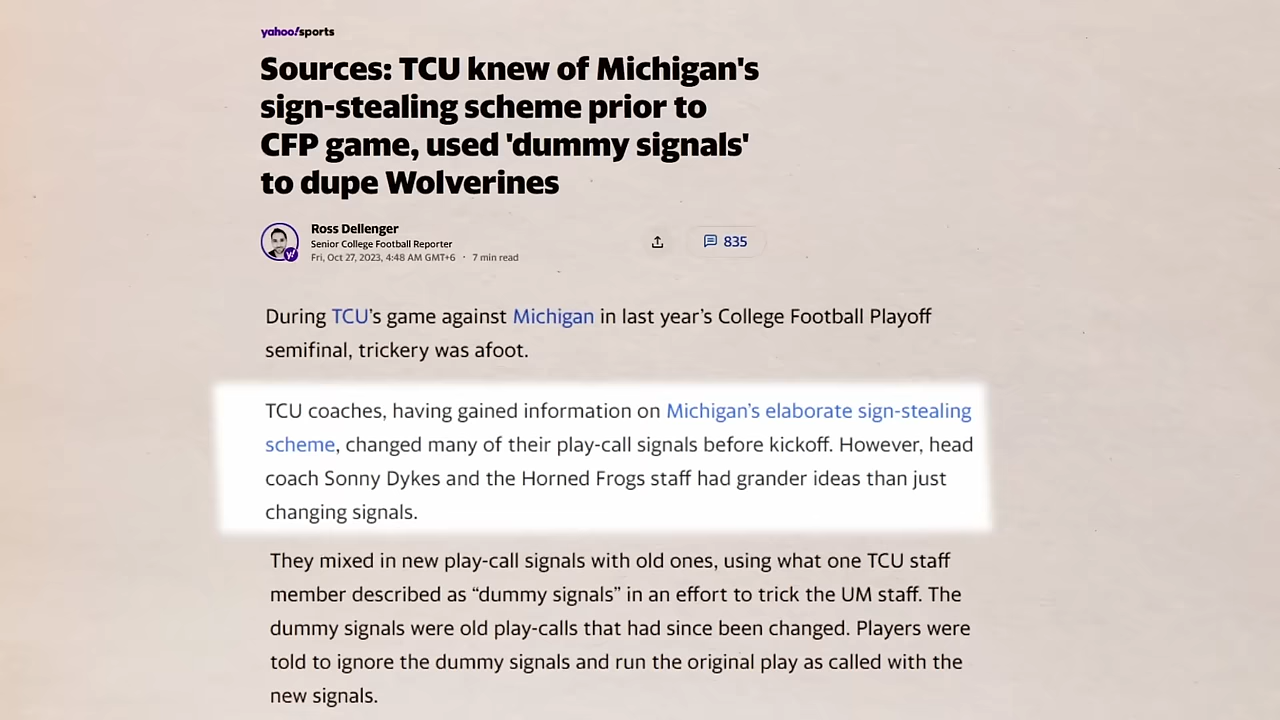 yahoo!sports
Sources: TCU knew of Michigan's
sign-stealing scheme prior to
CFP game, used 'dummy signals'
to dupe Wolverines
Ross Dellenger
Senior College Football Reporter
Fri, Oct 27, 2023, 4:48 AM GMT+6 · 7 min read
835
During TCU’s game against Michigan in last year’s College Football Playoff
semifinal, trickery was afoot.
TCU coaches, having gained information on Michigan’s elaborate sign-stealing
scheme, changed many of their play-call signals before kickoff. However, head
coach Sonny Dykes and the Horned Frogs staff had grander ideas than just
changing signals.
They mixed in new play-call signals with old ones, using what one TCU staff
member described as “dummy signals” in an effort to trick the UM staff. The
dummy signals were old play-calls that had since been changed. Players were
told to ignore the dummy signals and run the original play as called with the
new signals.